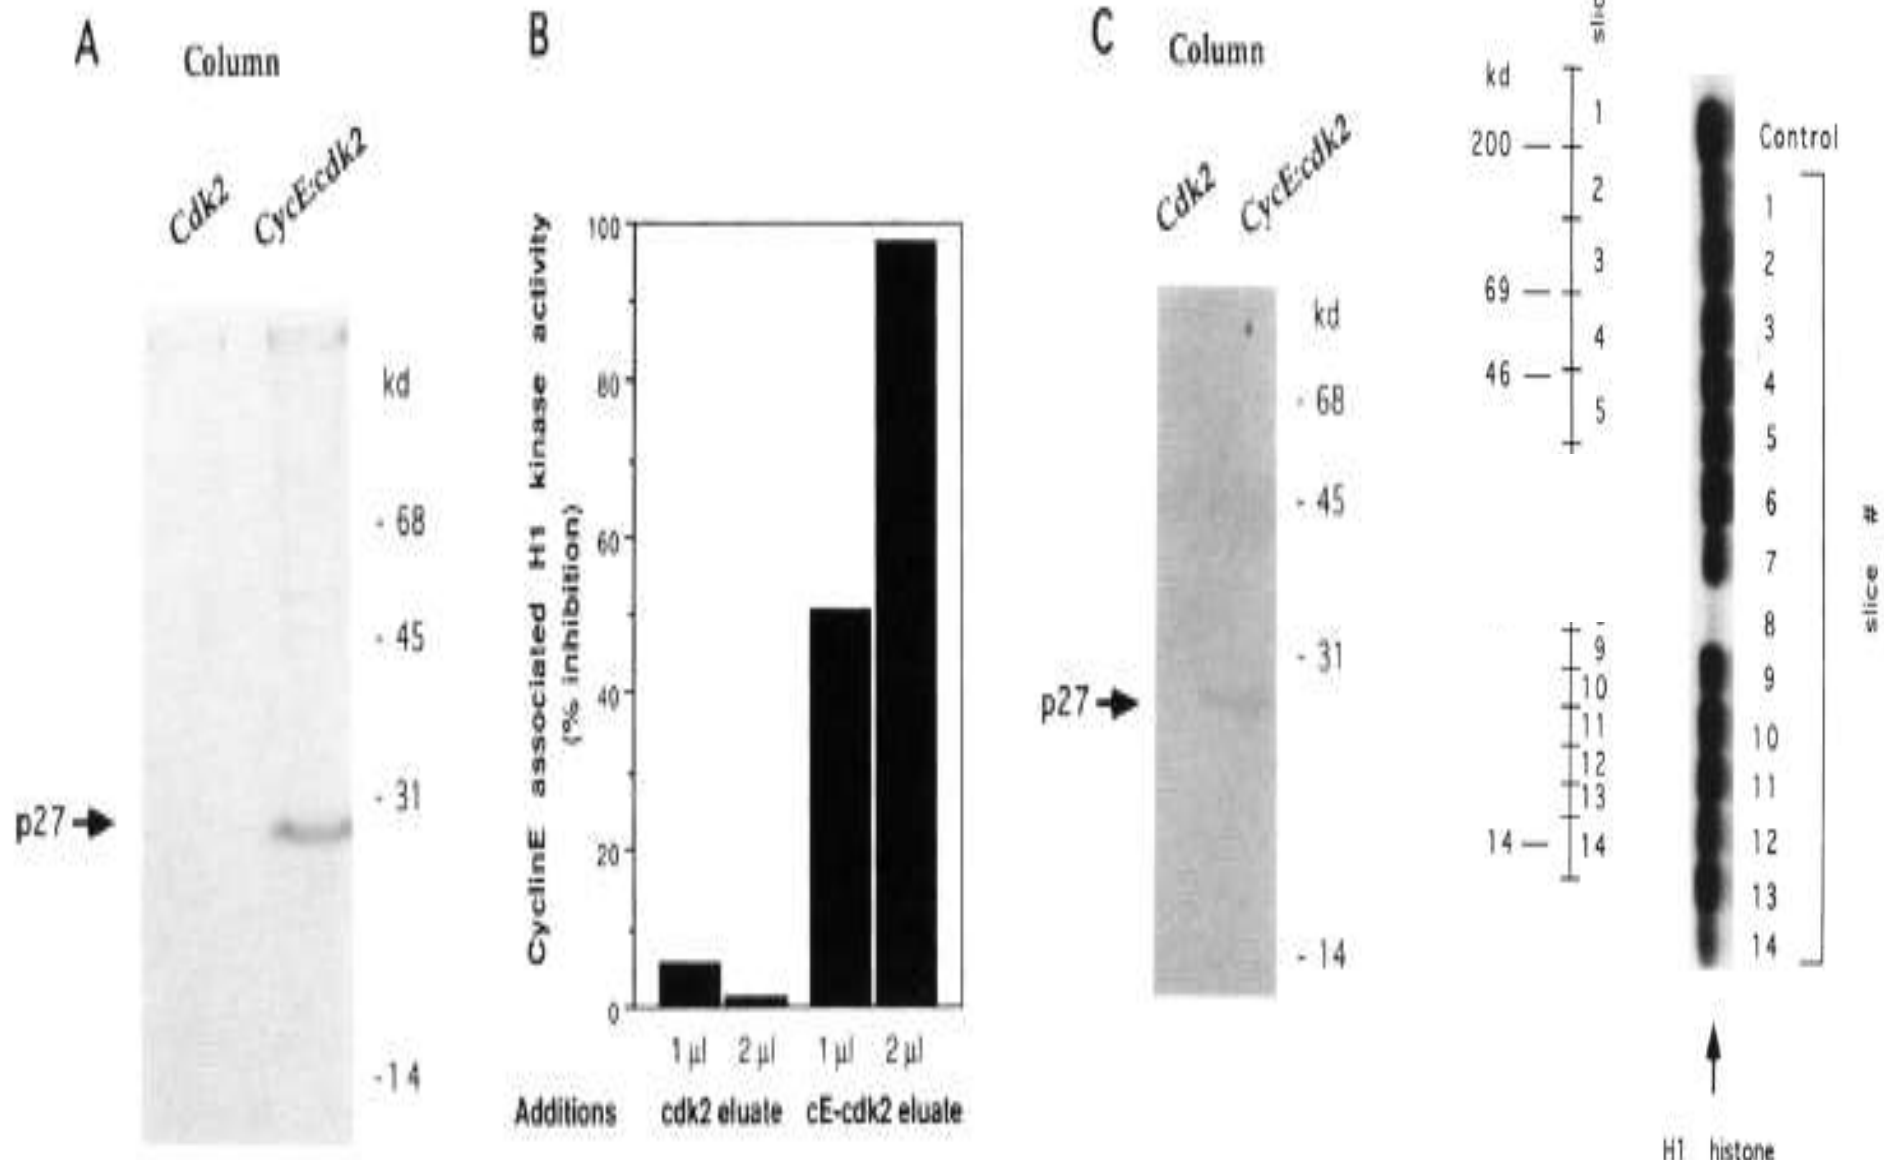 A
Column
Cdk2
CycE:cdk2
kd
- 68
- 45
- 31
p27
-14
B
CyclinE associated H1 kinase activity
(% inhibition)
100
80
60
40
20
0
1 µl 2 µl 1 µl 2 µl
Additions cdk2 eluate cE-cdk2 eluate
C
Column
Cdk2
CycE:cdk2
kd
- 68
- 45
- 31
p27
- 14
kd
200
69
46
14
1
2
3
4
5
9
10
11
12
13
14
Control
1
2
3
4
5
6
7
8
9
10
11
12
13
14
slice #
H1 histone